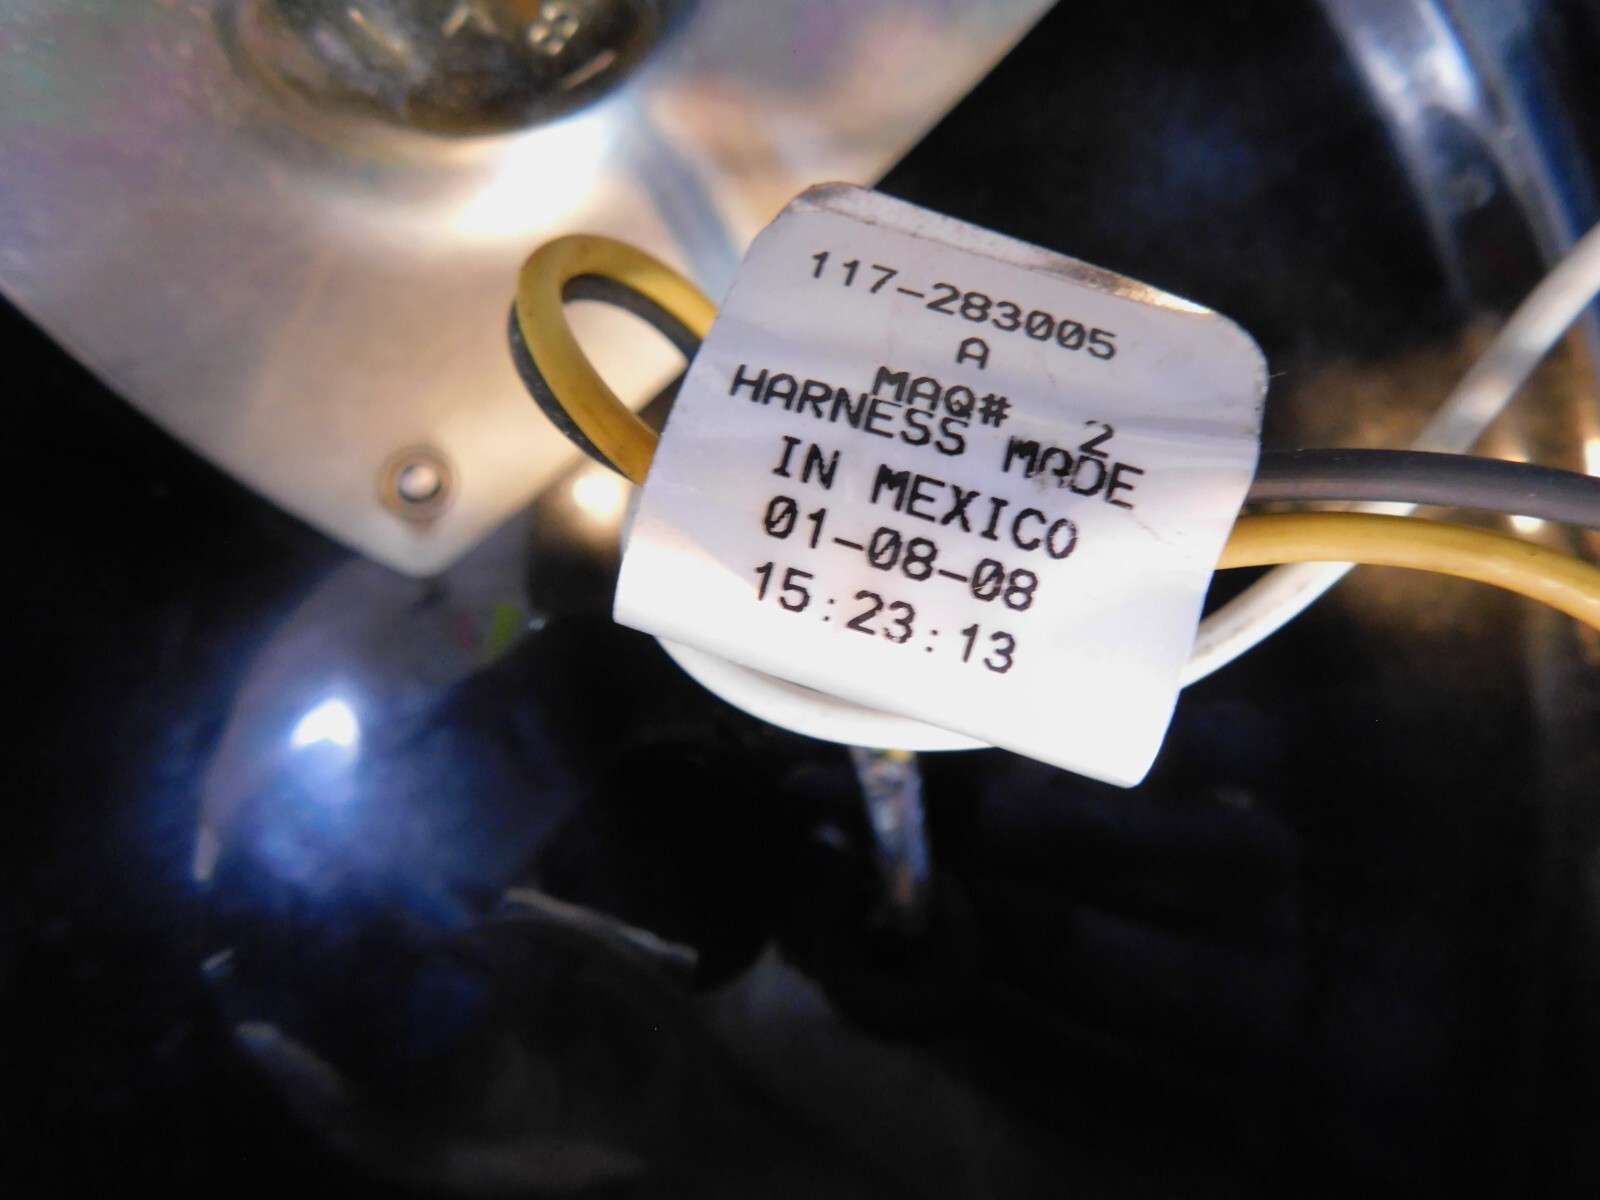 117-283005
A
MAQ# 2
HARNESS MADE
IN MEXICO
01-08-08
15:23:13